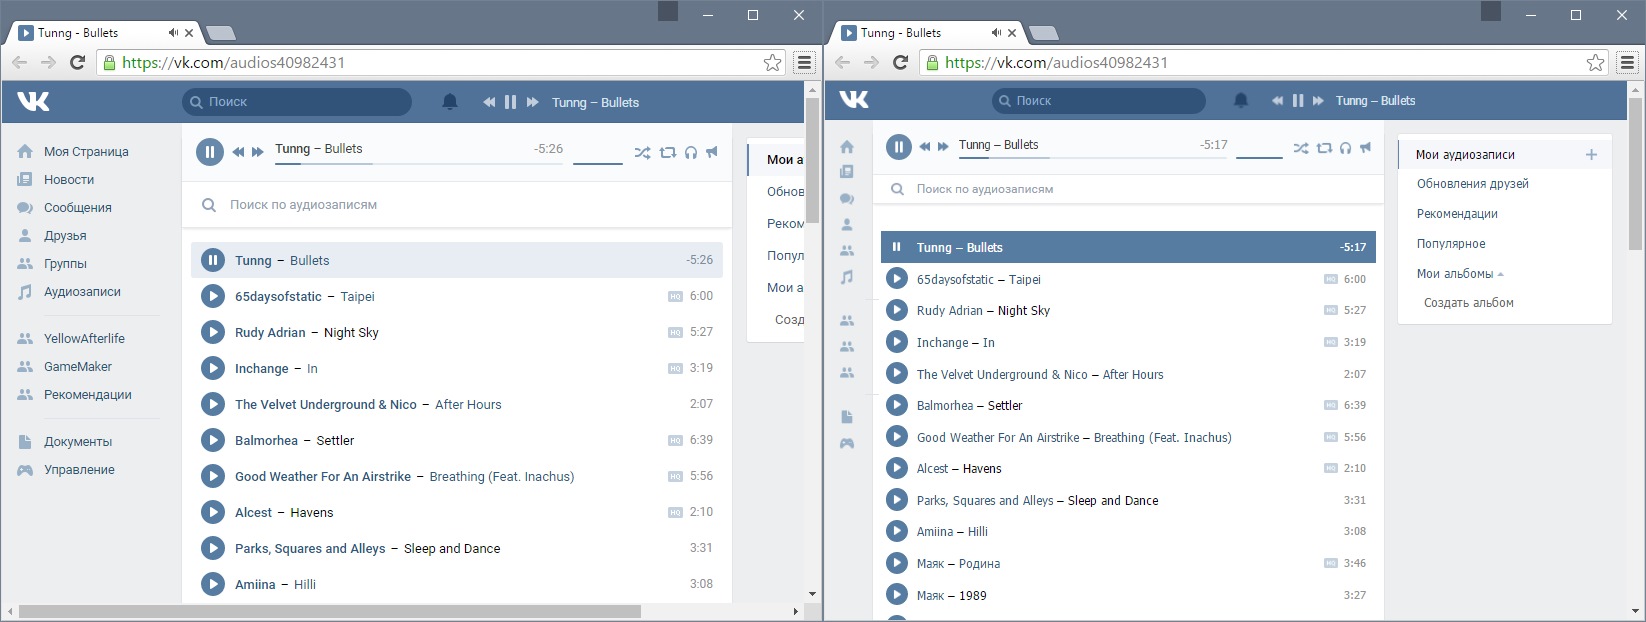 Tunng - Bullets
https://vk.com/audios40982431
Поиск
Tunng – Bullets
Моя Страница
Новости
Сообщения
Друзья
Группы
Аудиозаписи
YellowAfterlife
GameMaker
Рекомендации
Документы
Управление
Tunng – Bullets -5:26
Поиск по аудиозаписям
Tunng – Bullets -5:26
65daysofstatic – Taipei HQ 6:00
Rudy Adrian – Night Sky HQ 5:27
Inchange – In HQ 3:19
The Velvet Underground & Nico – After Hours 2:07
Balmorhea – Settler HQ 6:39
Good Weather For An Airstrike – Breathing (Feat. Inachus) HQ 5:56
Alcest – Havens HQ 2:10
Parks, Squares and Alleys – Sleep and Dance 3:31
Amiina – Hilli 3:08
Мои а
Обнов
Реком
Попул
Мои а
Созд
Tunng - Bullets
https://vk.com/audios40982431
Поиск
Tunng – Bullets
Tunng – Bullets -5:17
Поиск по аудиозаписям
Tunng – Bullets -5:17
65daysofstatic – Taipei HQ 6:00
Rudy Adrian – Night Sky HQ 5:27
Inchange – In HQ 3:19
The Velvet Underground & Nico – After Hours 2:07
Balmorhea – Settler HQ 6:39
Good Weather For An Airstrike – Breathing (Feat. Inachus) HQ 5:56
Alcest – Havens HQ 2:10
Parks, Squares and Alleys – Sleep and Dance 3:31
Amiina – Hilli 3:08
Маяк – Родина HQ 3:46
Маяк – 1989 3:27
Мои аудиозаписи
Обновления друзей
Рекомендации
Популярное
Мои альбомы
Создать альбом